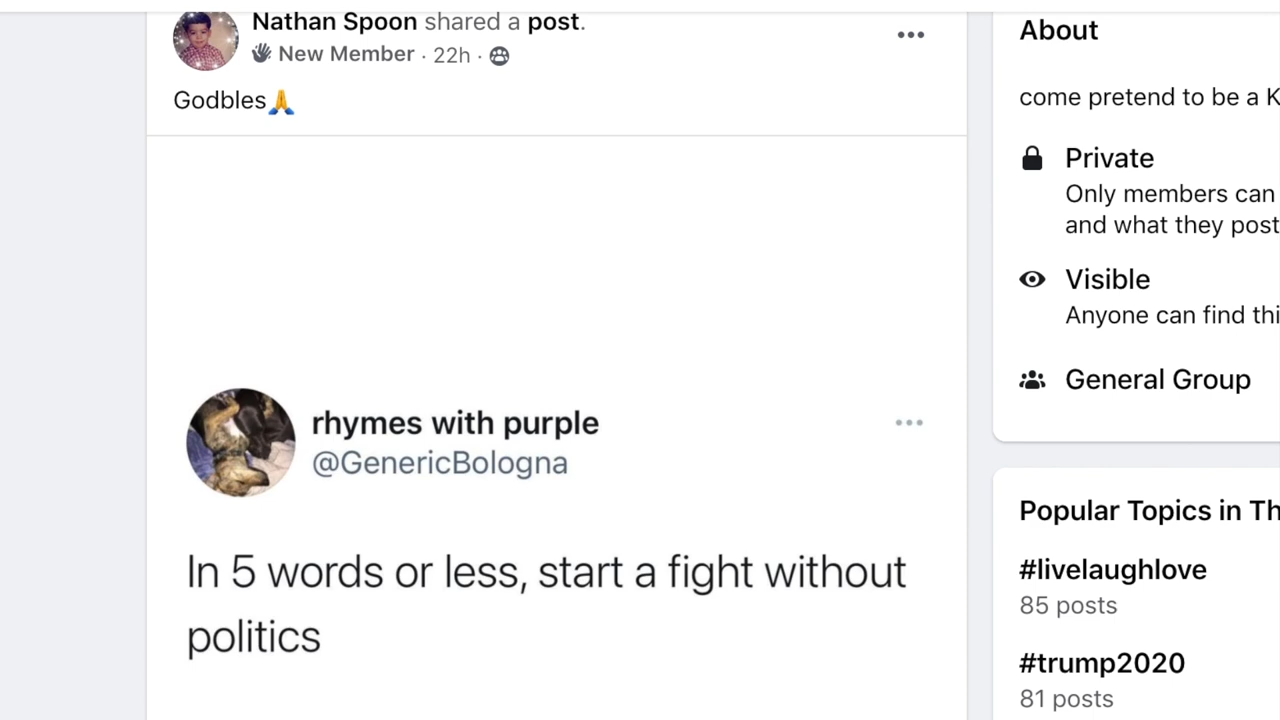 Nathan Spoon shared a post.
New Member · 22h ·
Godbles🙏
rhymes with purple
@GenericBologna
In 5 words or less, start a fight without
politics
About
come pretend to be a K
Private
Only members can
and what they post
Visible
Anyone can find thi
General Group
Popular Topics in Th
#livelaughlove
85 posts
#trump2020
81 posts